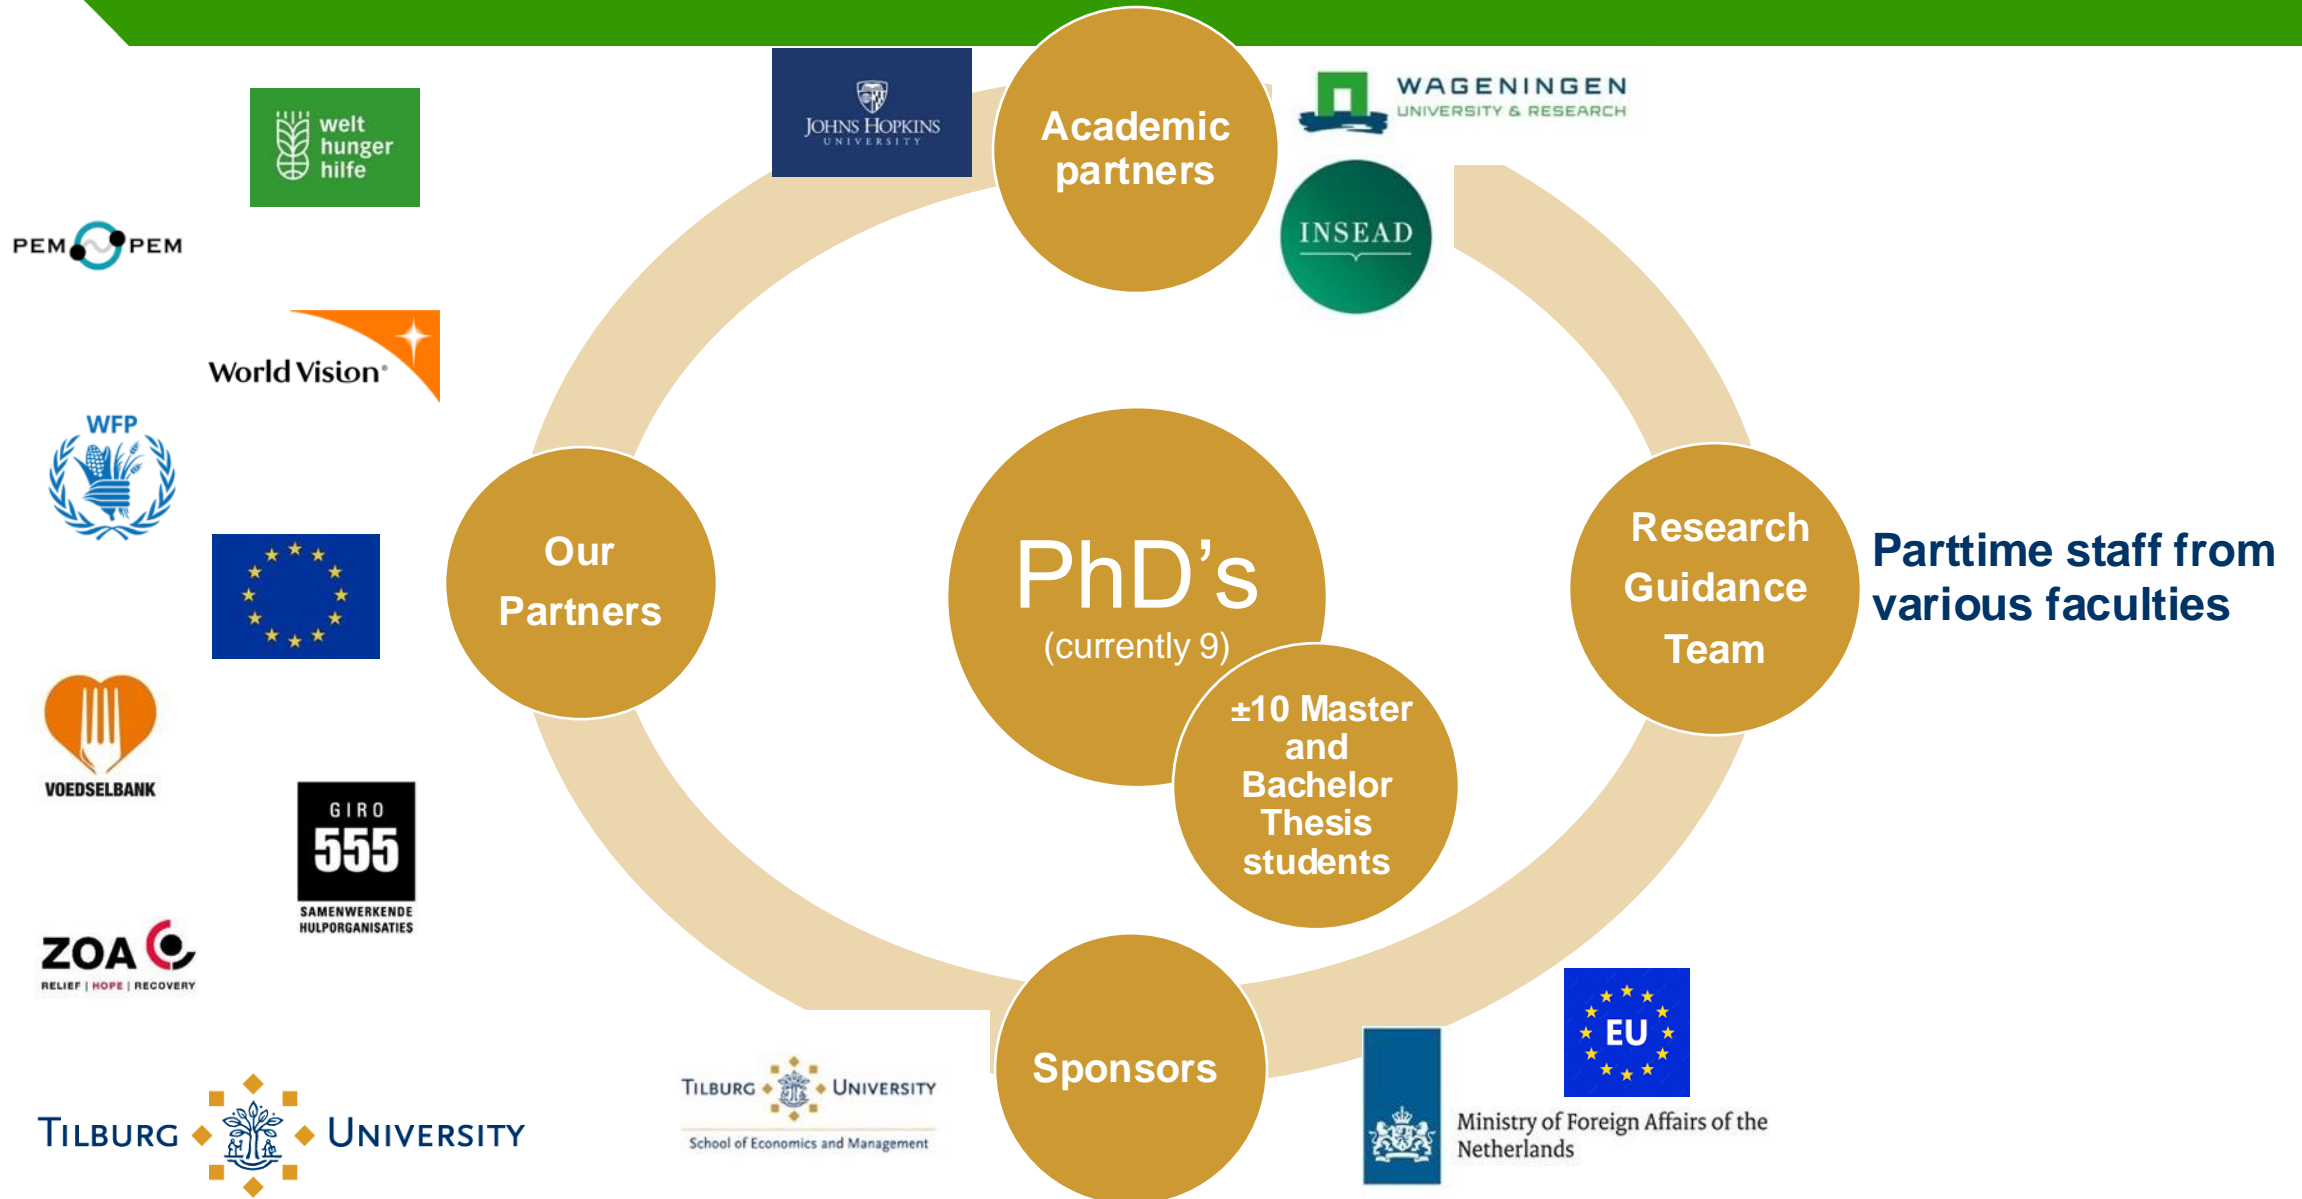 Academic
partners
JOHNS HOPKINS
UNIVERSITY
WAGENINGEN
UNIVERSITY & RESEARCH
INSEAD
welt
hunger
hilfe
PEM PEM
World Vision®
WFP
VOEDSELBANK
GIRO
555
SAMENWERKENDE
HULPORGANISATIES
ZOA
RELIEF | HOPE | RECOVERY
Our
Partners
PhD’s
(currently 9)
±10 Master
and
Bachelor
Thesis
students
Research
Guidance
Team
Parttime staff from
various faculties
Sponsors
TILBURG UNIVERSITY
School of Economics and Management
EU
Ministry of Foreign Affairs of the
Netherlands
TILBURG UNIVERSITY